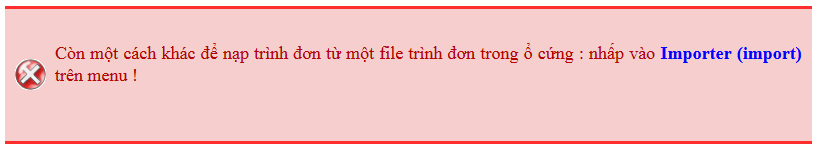 Còn một cách khác để nạp trình đơn từ một file trình đơn trong ổ cứng : nhấp vào Importer (import)
trên menu !